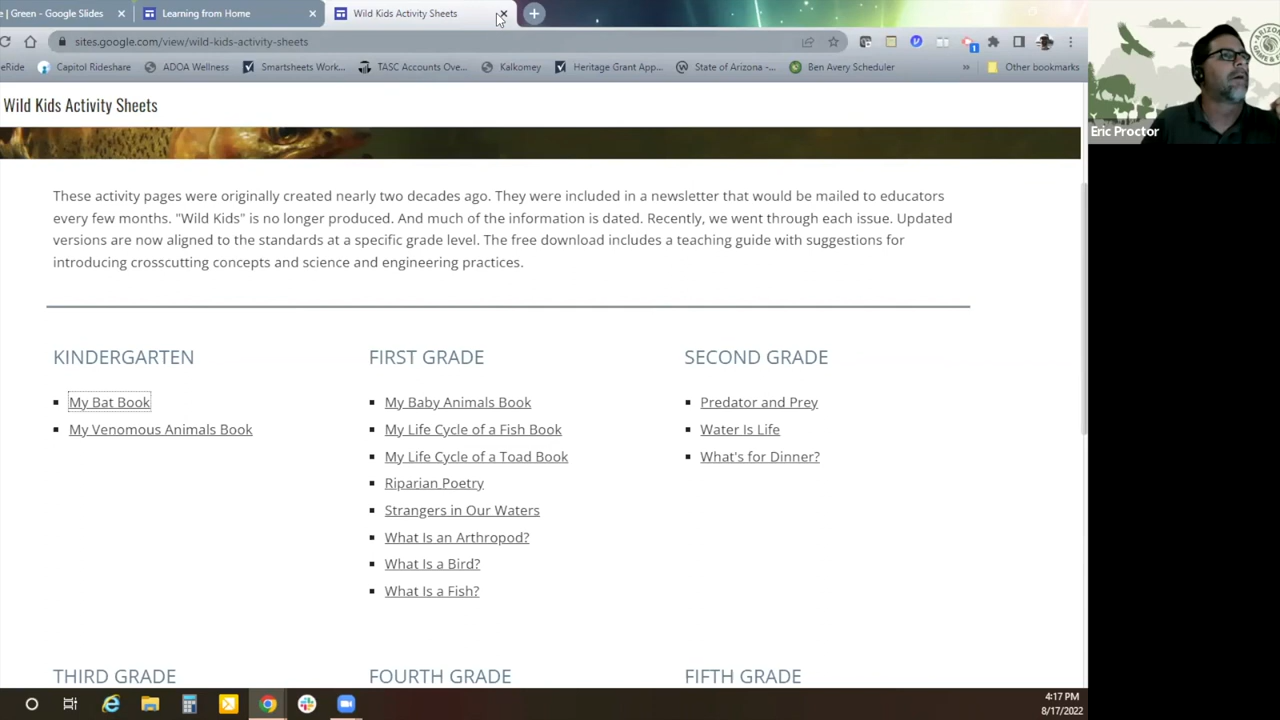 e | Green - Google Slides
Learning from Home
Wild Kids Activity Sheets
sites.google.com/view/wild-kids-activity-sheets
1
eRide
Capitol Rideshare
ADOA Wellness
Smartsheets Work...
TASC Accounts Ove...
Kalkomey
Heritage Grant App...
State of Arizona -...
Ben Avery Scheduler
»
Other bookmarks
Wild Kids Activity Sheets
Eric Proctor
These activity pages were originally created nearly two decades ago. They were included in a newsletter that would be mailed to educators
every few months. "Wild Kids" is no longer produced. And much of the information is dated. Recently, we went through each issue. Updated
versions are now aligned to the standards at a specific grade level. The free download includes a teaching guide with suggestions for
introducing crosscutting concepts and science and engineering practices.
KINDERGARTEN
My Bat Book
My Venomous Animals Book
FIRST GRADE
My Baby Animals Book
My Life Cycle of a Fish Book
My Life Cycle of a Toad Book
Riparian Poetry
Strangers in Our Waters
What Is an Arthropod?
What Is a Bird?
What Is a Fish?
SECOND GRADE
Predator and Prey
Water Is Life
What's for Dinner?
THIRD GRADE
FOURTH GRADE
FIFTH GRADE
4:17 PM
8/17/2022